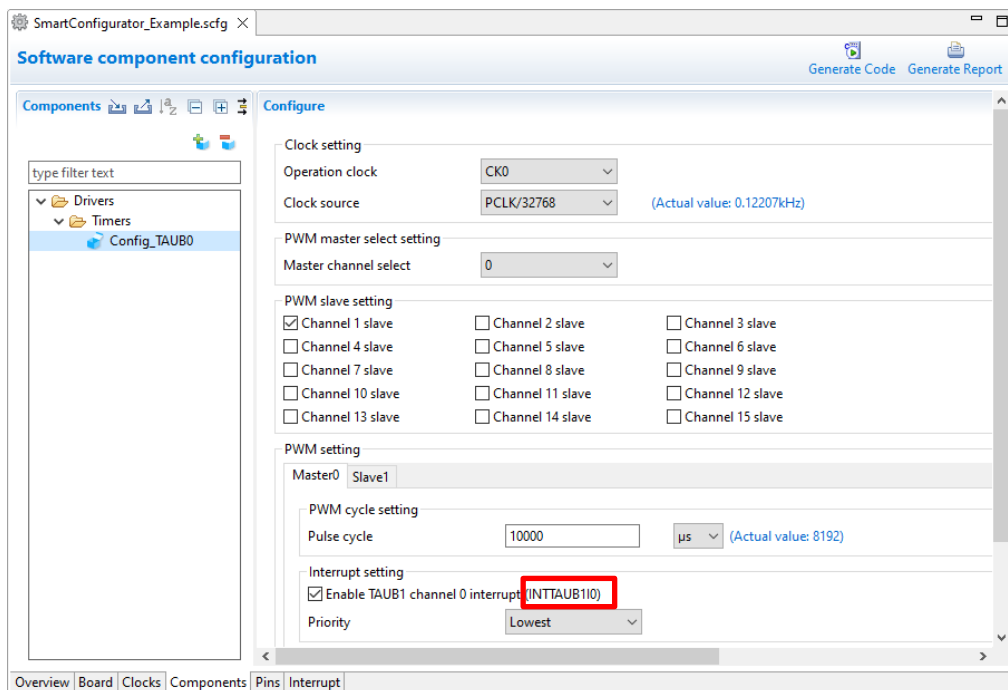 SmartConfigurator_Example.scfg
Software component configuration
Generate Code Generate Report
Components
type filter text
Drivers
Timers
Config_TAUB0
Configure
Clock setting
Operation clock CK0
Clock source PCLK/32768 (Actual value: 0.12207kHz)
PWM master select setting
Master channel select 0
PWM slave setting
Channel 1 slave Channel 2 slave Channel 3 slave
Channel 4 slave Channel 5 slave Channel 6 slave
Channel 7 slave Channel 8 slave Channel 9 slave
Channel 10 slave Channel 11 slave Channel 12 slave
Channel 13 slave Channel 14 slave Channel 15 slave
PWM setting
Master0 Slave1
PWM cycle setting
Pulse cycle 10000 µs (Actual value: 8192)
Interrupt setting
Enable TAUB1 channel 0 interrupt (INTTAUB1I0)
Priority Lowest
Overview Board Clocks Components Pins Interrupt